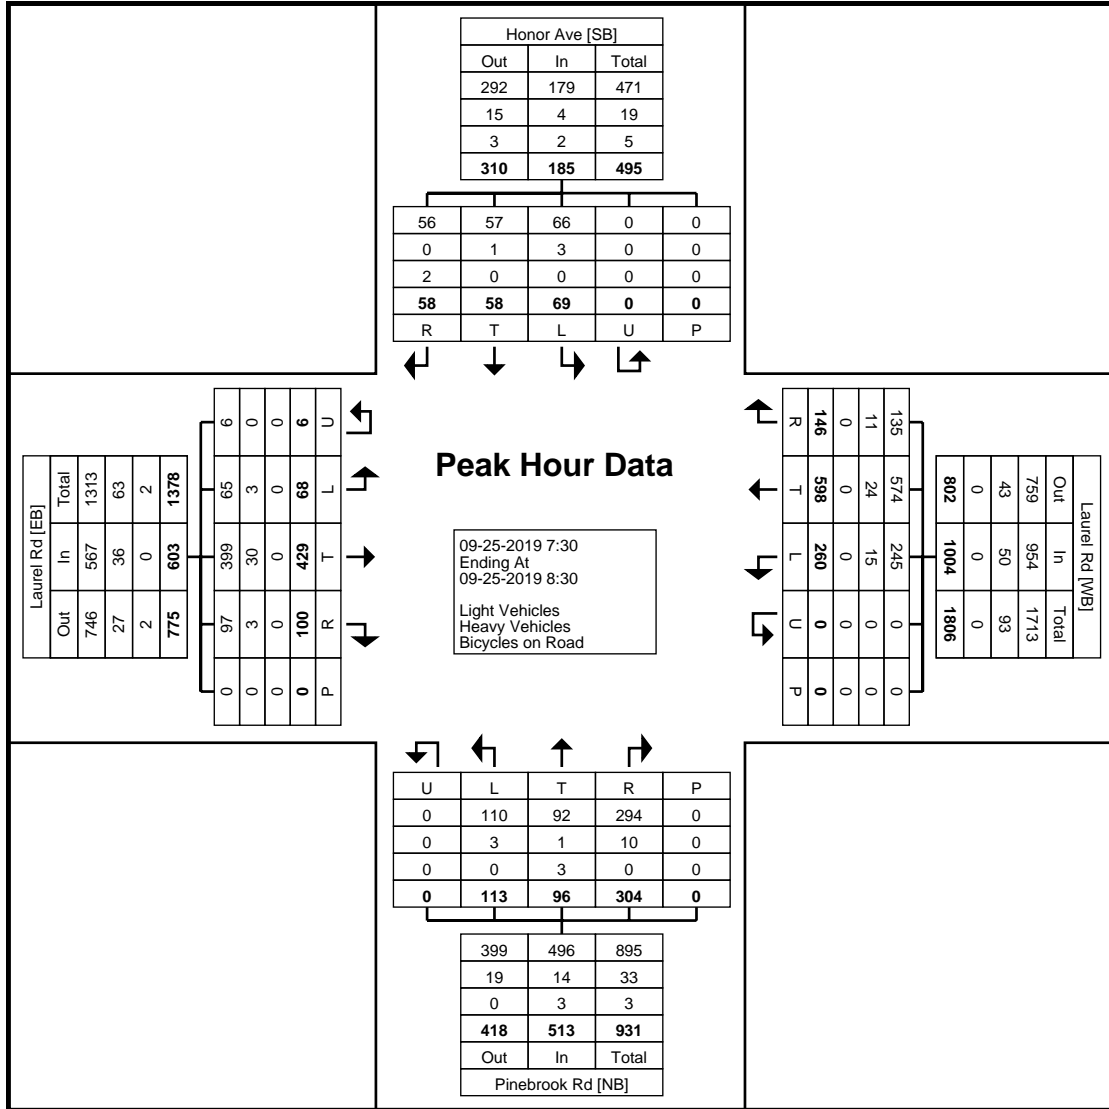 Honor Ave [SB]
Out In Total
292 179 471
15 4 19
3 2 5
310 185 495
56 57 66 0 0
0 1 3 0 0
2 0 0 0 0
58 58 69 0 0
R T L U P
Laurel Rd [EB]
Total In Out
1313 567 746
63 36 27
2 0 2
1378 603 775
6 65 399 97 0
0 3 30 3 0
0 0 0 0 0
6 68 429 100 0
U L T R P
Peak Hour Data
09-25-2019 7:30
Ending At
09-25-2019 8:30
Light Vehicles
Heavy Vehicles
Bicycles on Road
R T L U P
146 598 260 0 0
0 0 0 0 0
11 24 15 0 0
135 574 245 0 0
Laurel Rd [WB]
Out In Total
759 954 1713
43 50 93
0 0 0
802 1004 1806
U L T R P
0 110 92 294 0
0 3 1 10 0
0 0 3 0 0
0 113 96 304 0
399 496 895
19 14 33
0 3 3
418 513 931
Out In Total
Pinebrook Rd [NB]